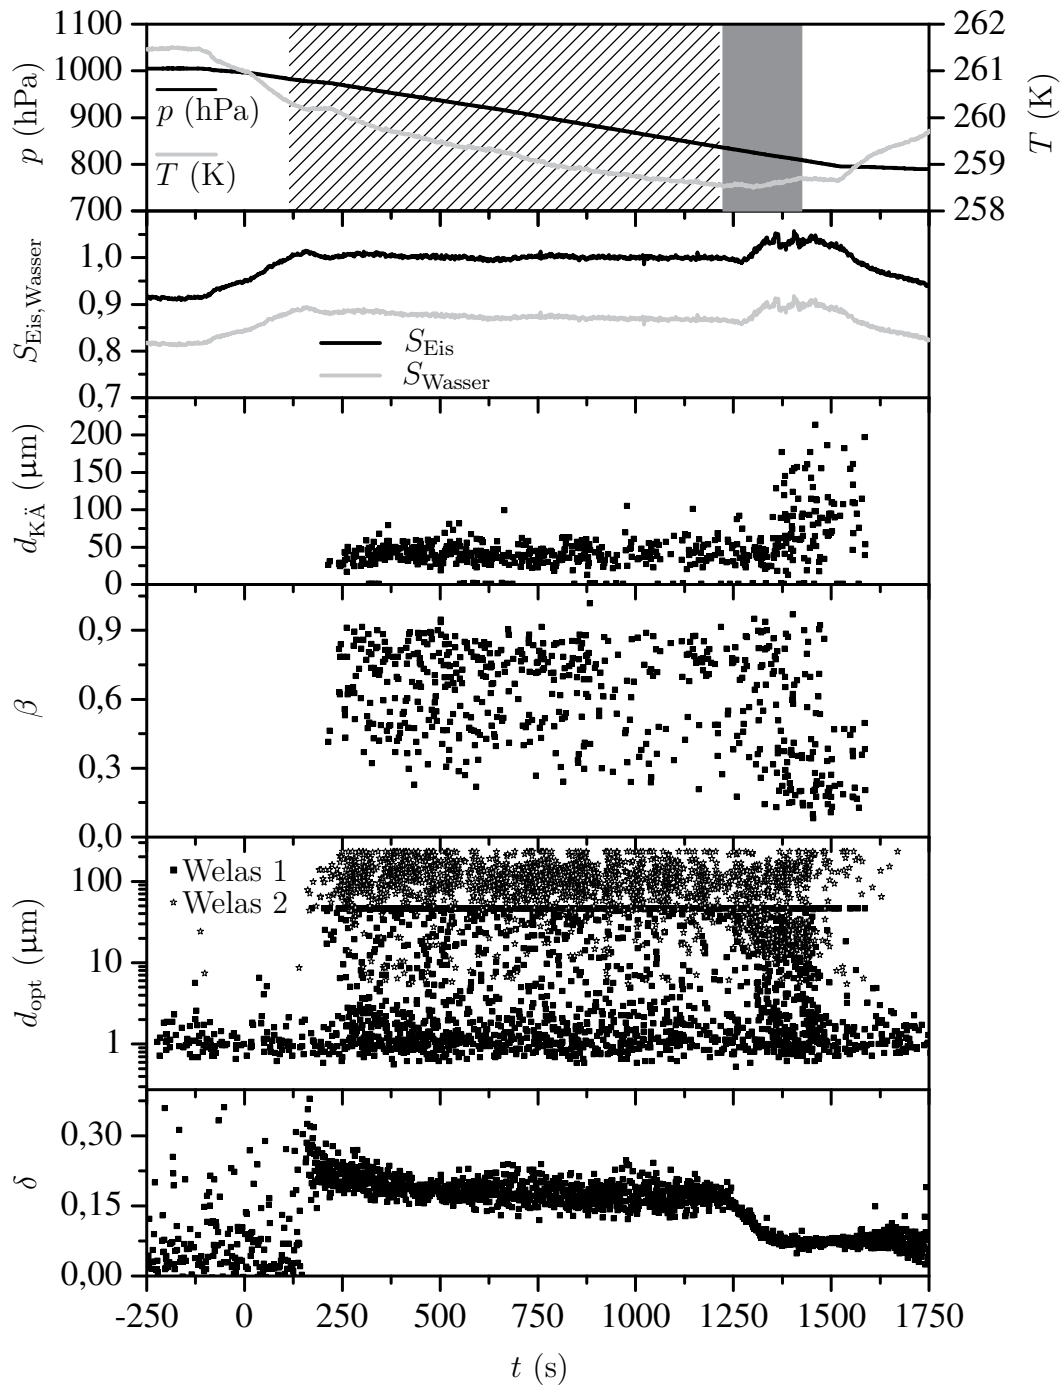 1100
1000
900
800
700
p (hPa)
p (hPa)
T (K)
262
261
260
259
258
T (K)
1,0
0,9
0,8
0,7
S_Eis,Wasser
S_Eis
S_Wasser
200
150
100
50
0
d_KÄ (µm)
0,9
0,6
0,3
0,0
β
100
10
1
d_opt (µm)
Welas 1
Welas 2
0,30
0,15
0,00
δ
-250 0 250 500 750 1000 1250 1500 1750
t (s)